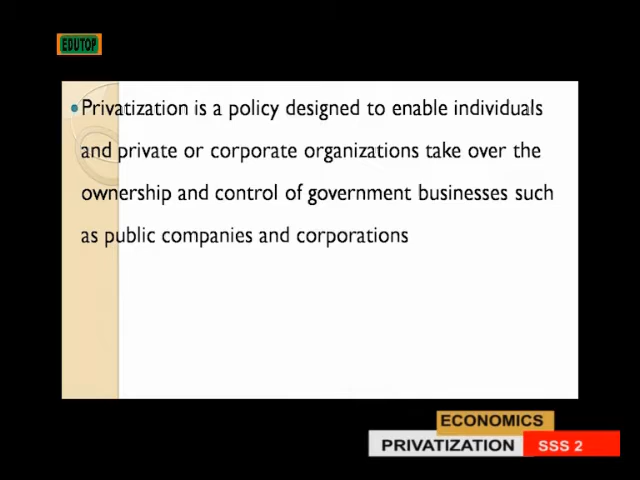 EDUTOP
•Privatization is a policy designed to enable individuals
and private or corporate organizations take over the
ownership and control of government businesses such
as public companies and corporations
ECONOMICS
PRIVATIZATION SSS 2